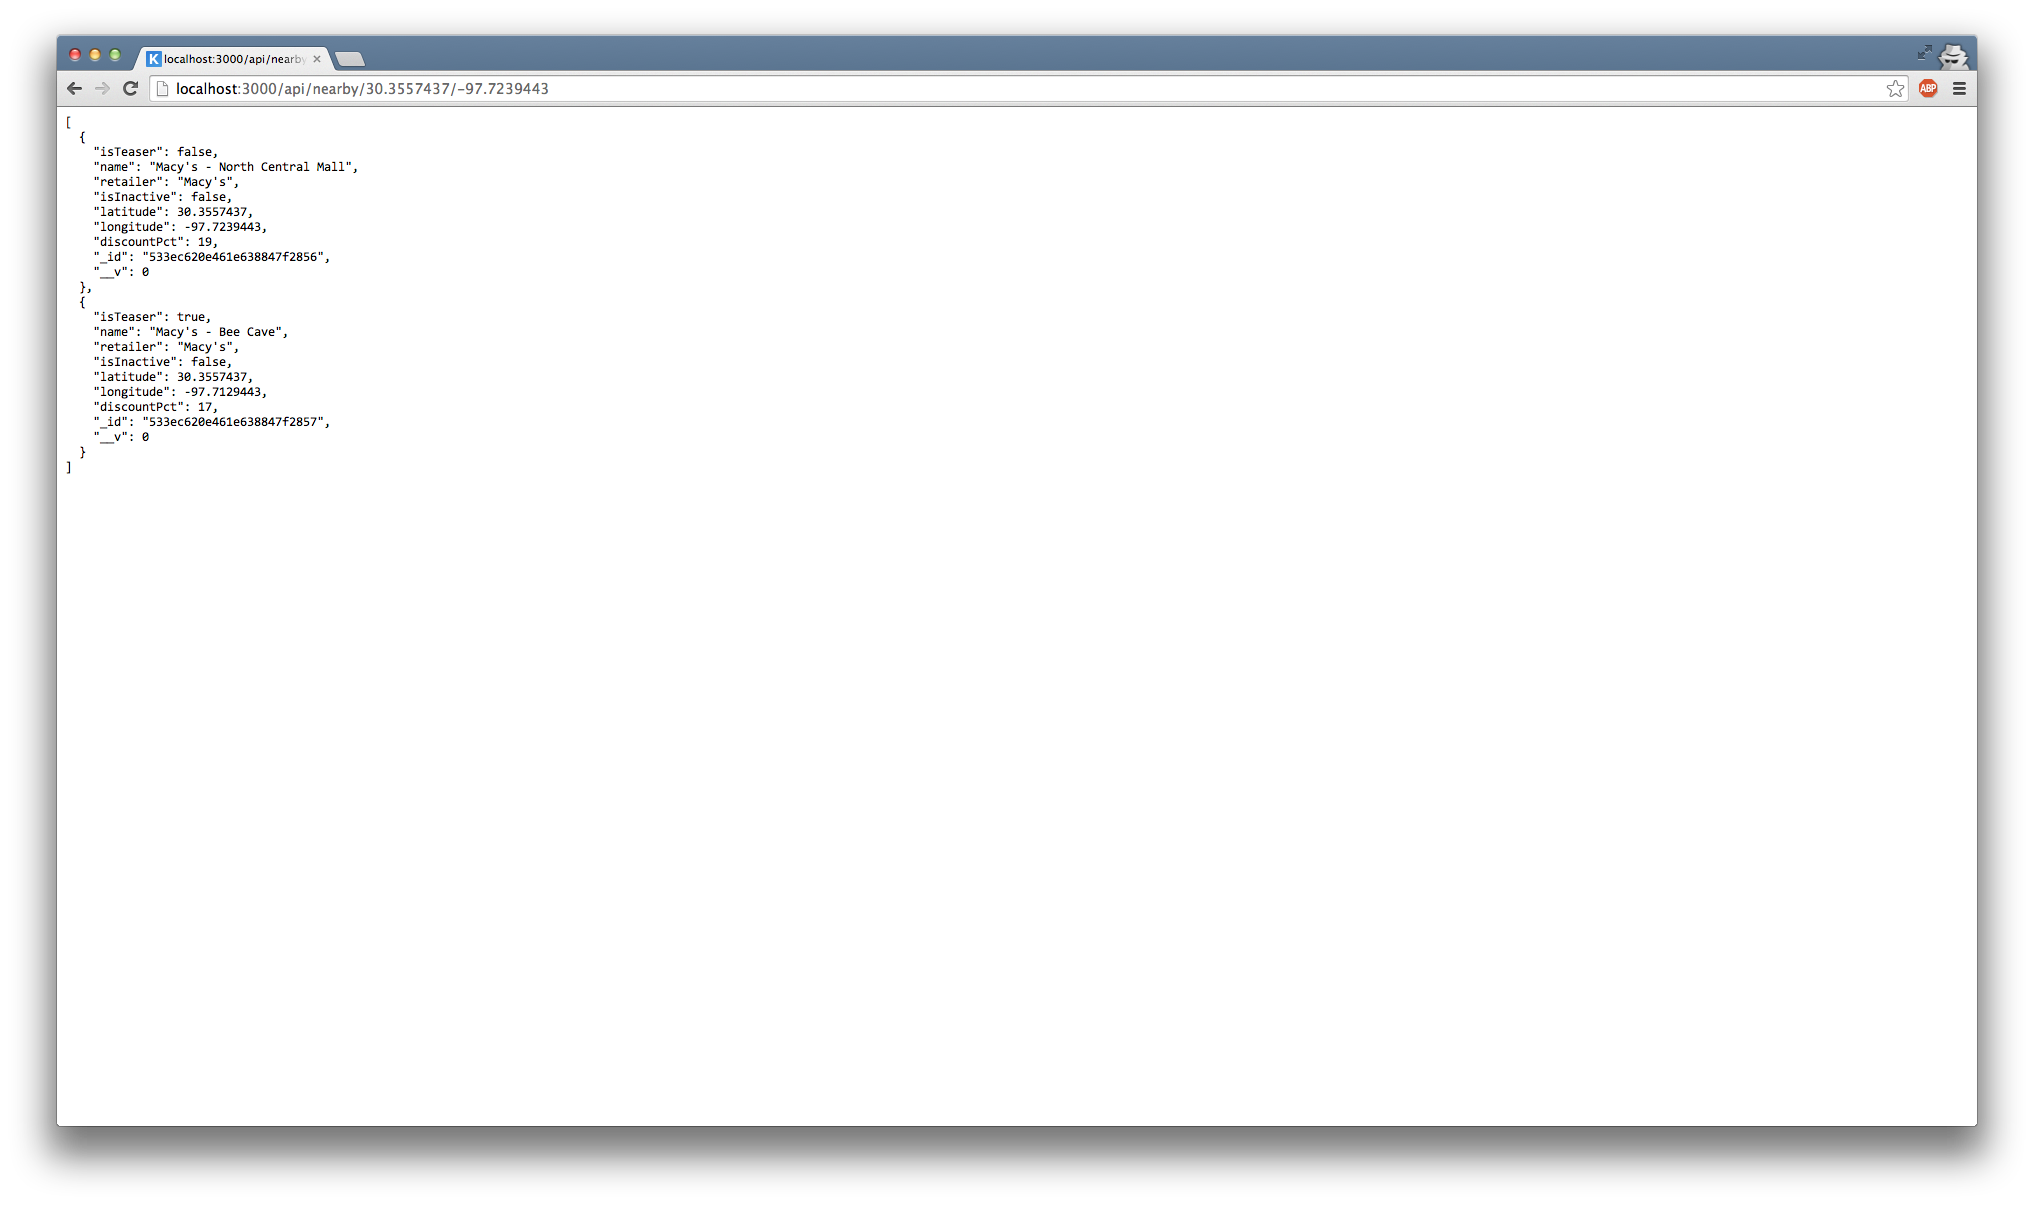 K localhost:3000/api/nearby
localhost:3000/api/nearby/30.3557437/-97.7239443
ABP
[
  {
    "isTeaser": false,
    "name": "Macy's - North Central Mall",
    "retailer": "Macy's",
    "isInactive": false,
    "latitude": 30.3557437,
    "longitude": -97.7239443,
    "discountPct": 19,
    "_id": "533ec620e461e638847f2856",
    "__v": 0
  },
  {
    "isTeaser": true,
    "name": "Macy's - Bee Cave",
    "retailer": "Macy's",
    "isInactive": false,
    "latitude": 30.3557437,
    "longitude": -97.7129443,
    "discountPct": 17,
    "_id": "533ec620e461e638847f2857",
    "__v": 0
  }
]